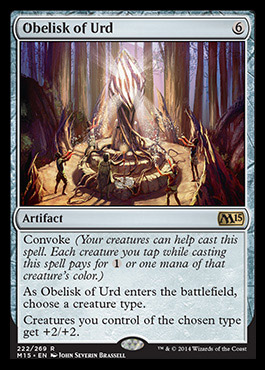 Obelisk of Urd 6
Artifact M15
Convoke (Your creatures can help cast this
spell. Each creature you tap while casting
this spell pays for 1 or one mana of that
creature's color.)
As Obelisk of Urd enters the battlefield,
choose a creature type.
Creatures you control of the chosen type
get +2/+2.
222/269 R
M15 • EN JOHN SEVERIN BRASSELL ™ & © 2014 Wizards of the Coast